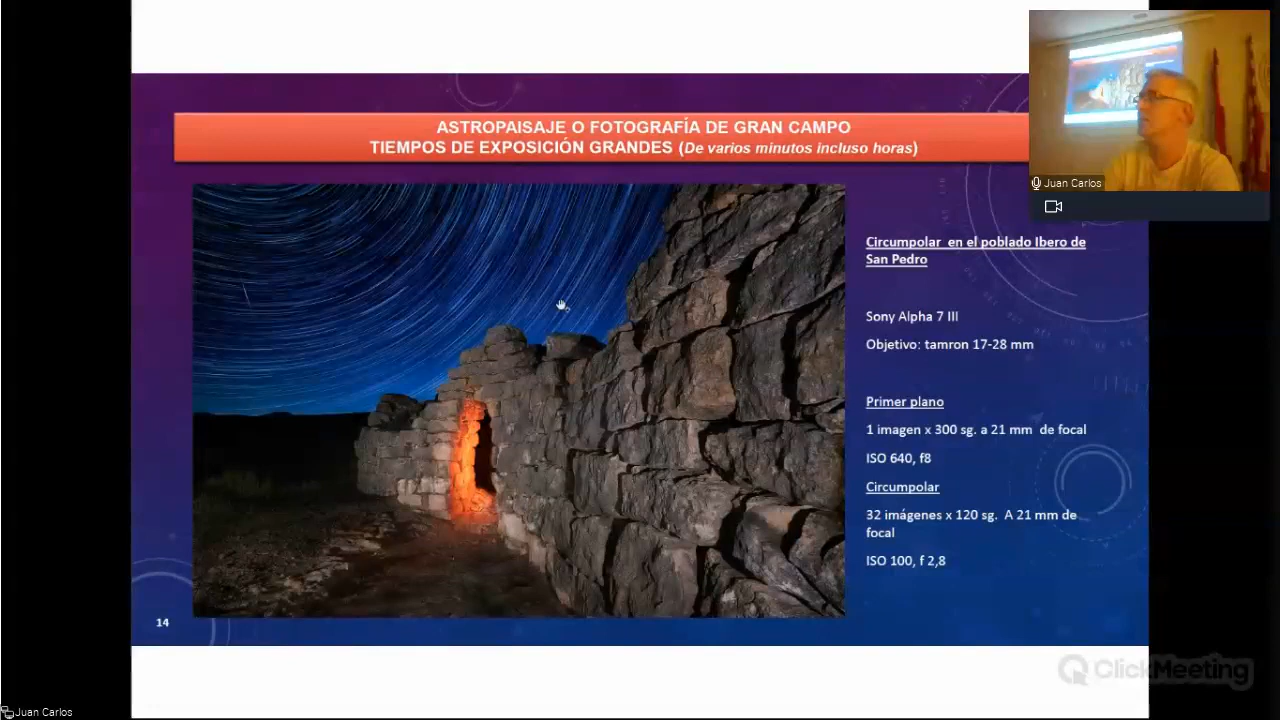 ASTROPAISAJE O FOTOGRAFÍA DE GRAN CAMPO
TIEMPOS DE EXPOSICIÓN GRANDES (De varios minutos incluso horas)
Juan Carlos
Circumpolar en el poblado Ibero de
San Pedro
Sony Alpha 7 III
Objetivo: tamron 17-28 mm
Primer plano
1 imagen x 300 sg. a 21 mm de focal
ISO 640, f8
Circumpolar
32 imágenes x 120 sg. A 21 mm de
focal
ISO 100, f 2,8
14
ClickMeeting
Juan Carlos